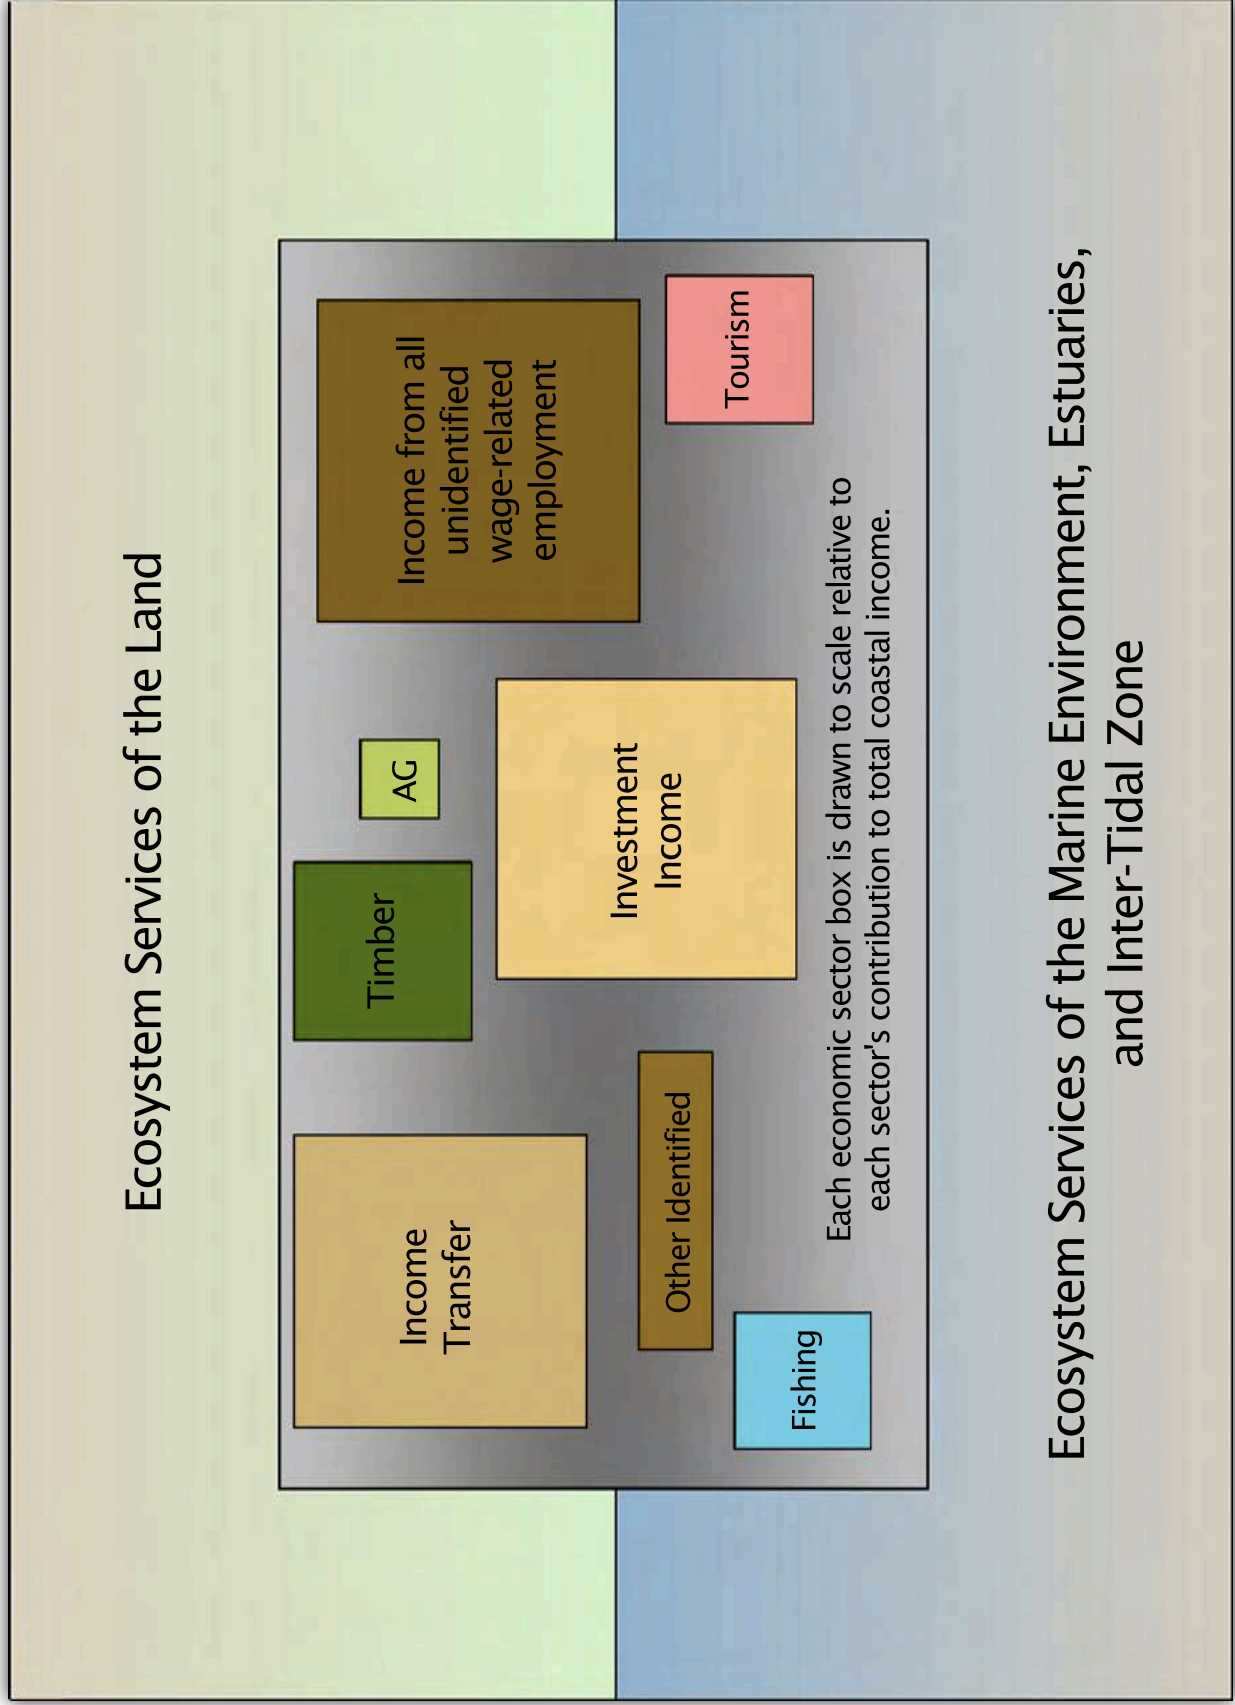 Ecosystem Services of the Land
Income
Transfer
Timber
AG
Income from all
unidentified
wage-related
employment
Other Identified
Investment
Income
Tourism
Fishing
Each economic sector box is drawn to scale relative to
each sector's contribution to total coastal income.
Ecosystem Services of the Marine Environment, Estuaries,
and Inter-Tidal Zone